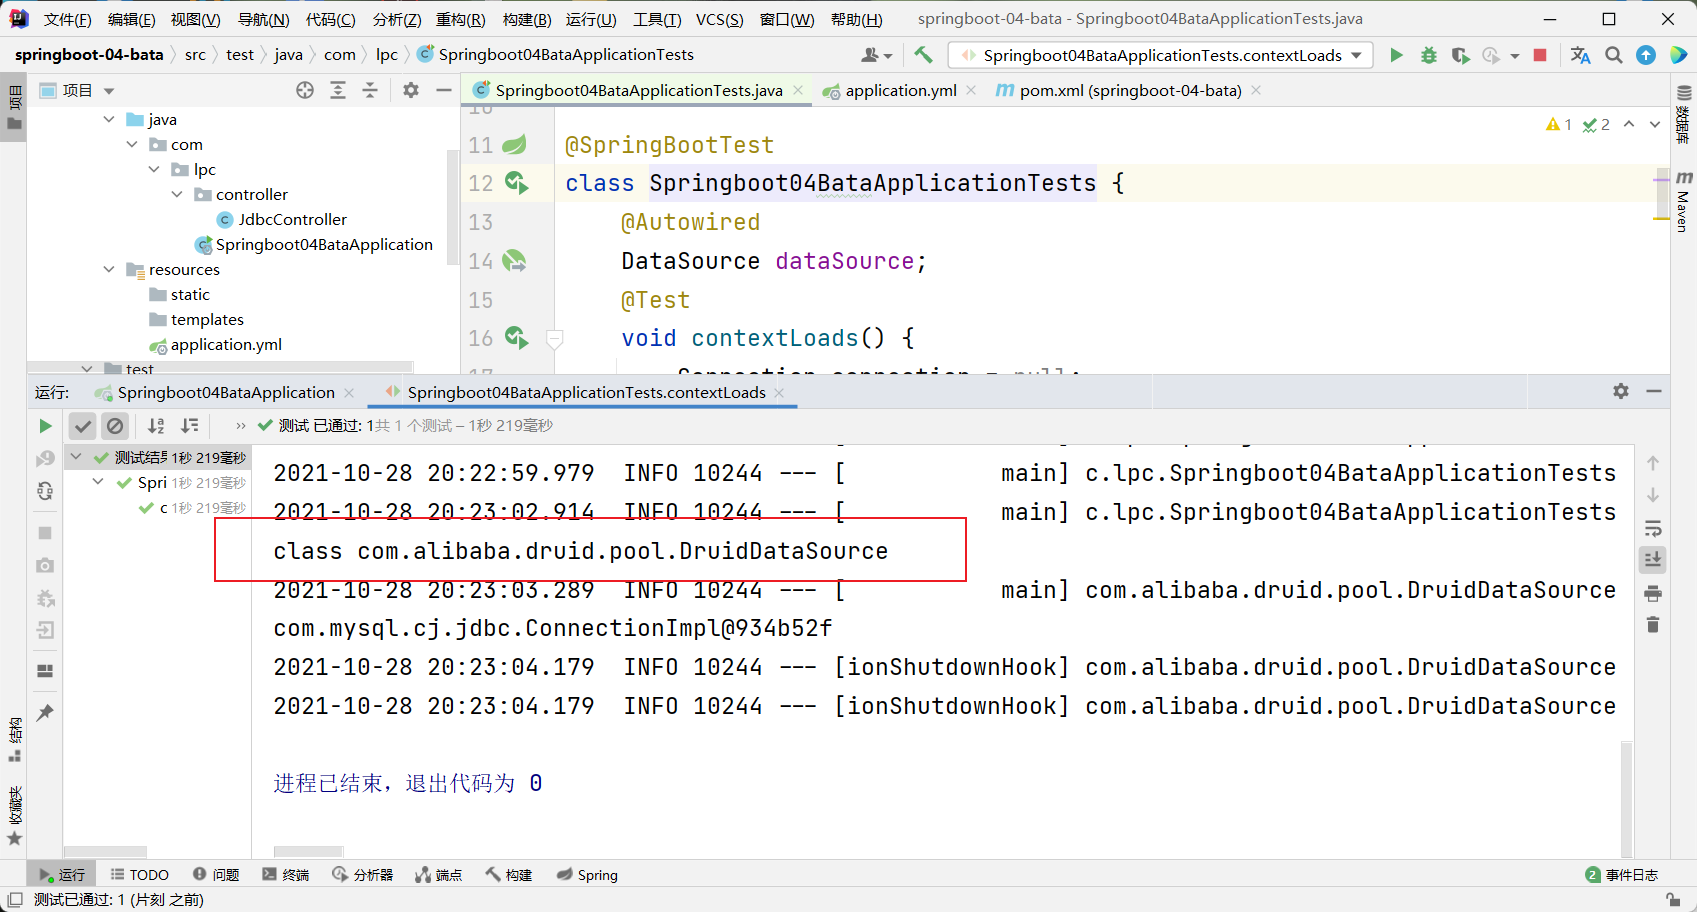 文件(F) 编辑(E) 视图(V) 导航(N) 代码(C) 分析(Z) 重构(R) 构建(B) 运行(U) 工具(T) VCS(S) 窗口(W) 帮助(H) springboot-04-bata - Springboot04BataApplicationTests.java
springboot-04-bata src test java com lpc Springboot04BataApplicationTests Springboot04BataApplicationTests.contextLoads
项目
项目
Springboot04BataApplicationTests.java application.yml pom.xml (springboot-04-bata)
数据库
Maven
java
com
lpc
controller
JdbcController
Springboot04BataApplication
resources
static
templates
application.yml
test
1 2
10
11 @SpringBootTest
12 class Springboot04BataApplicationTests {
13 @Autowired
14 DataSource dataSource;
15 @Test
16 void contextLoads() {
17 Connection connection = null;
运行: Springboot04BataApplication Springboot04BataApplicationTests.contextLoads
测试 已通过: 1共 1 个测试 – 1秒 219毫秒
测试结果 1秒 219毫秒
Spri 1秒 219毫秒
c 1秒 219毫秒
2021-10-28 20:22:59.979 INFO 10244 --- [ main] c.lpc.Springboot04BataApplicationTests
2021-10-28 20:23:02.914 INFO 10244 --- [ main] c.lpc.Springboot04BataApplicationTests
class com.alibaba.druid.pool.DruidDataSource
2021-10-28 20:23:03.289 INFO 10244 --- [ main] com.alibaba.druid.pool.DruidDataSource
com.mysql.cj.jdbc.ConnectionImpl@934b52f
2021-10-28 20:23:04.179 INFO 10244 --- [ionShutdownHook] com.alibaba.druid.pool.DruidDataSource
2021-10-28 20:23:04.179 INFO 10244 --- [ionShutdownHook] com.alibaba.druid.pool.DruidDataSource
进程已结束，退出代码为 0
结构
收藏夹
运行 TODO 问题 终端 分析器 端点 构建 Spring 2 事件日志
测试已通过: 1 (片刻 之前)